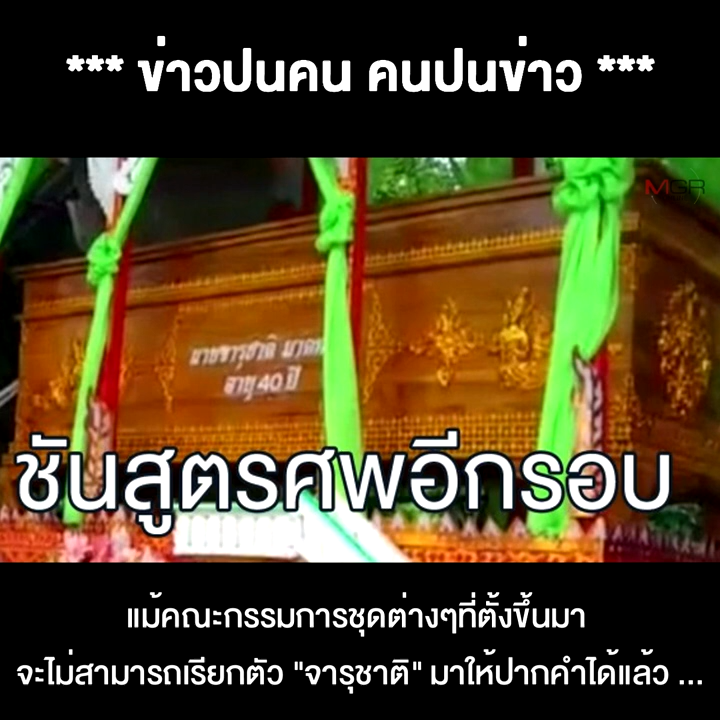 *** ข่าวปนคน คนปนข่าว ***
MGR
นายจารุชาติ มาดท
อายุ 40 ปี
ชันสูตรศพอีกรอบ
แม้คณะกรรมการชุดต่างๆที่ตั้งขึ้นมา
จะไม่สามารถเรียกตัว "จารุชาติ" มาให้ปากคำได้แล้ว ...